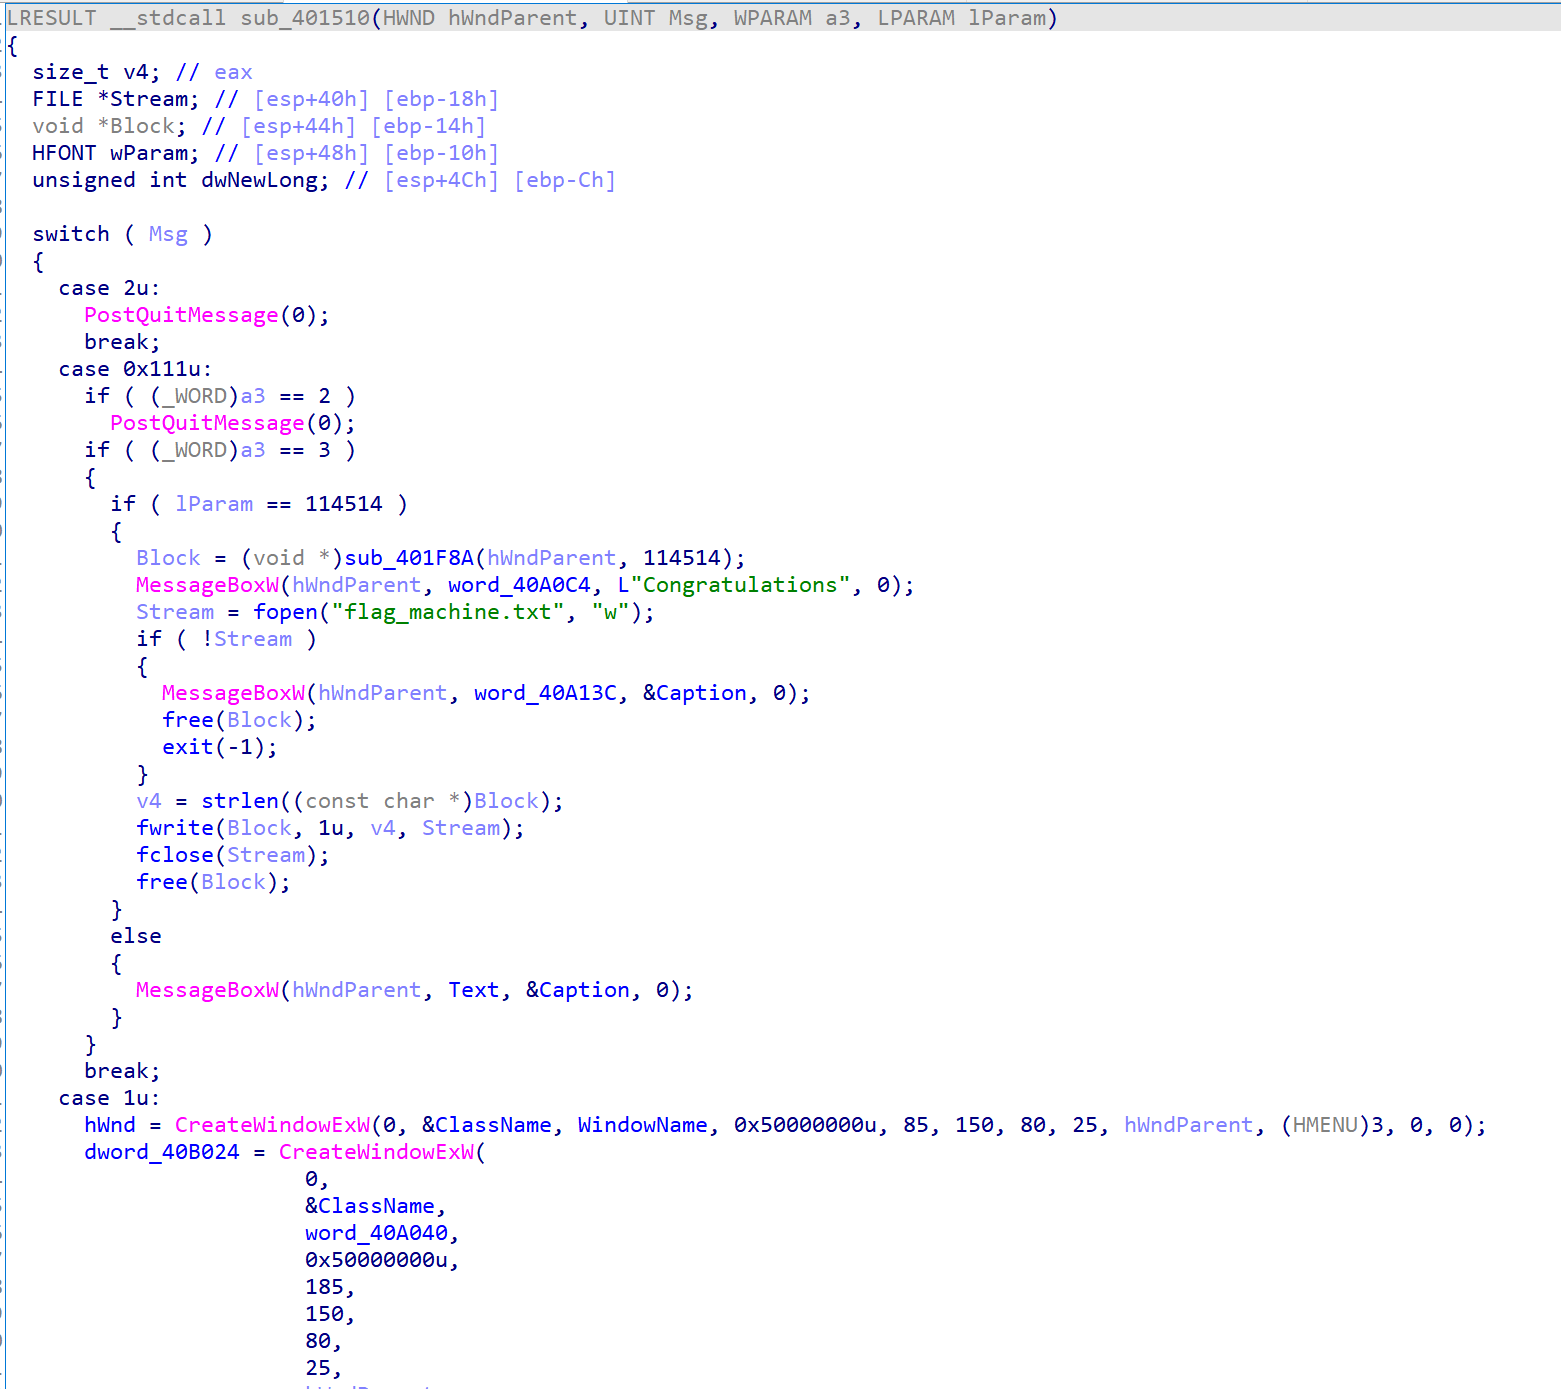 LRESULT __stdcall sub_401510(HWND hWndParent, UINT Msg, WPARAM a3, LPARAM lParam)
{
  size_t v4; // eax
  FILE *Stream; // [esp+40h] [ebp-18h]
  void *Block; // [esp+44h] [ebp-14h]
  HFONT wParam; // [esp+48h] [ebp-10h]
  unsigned int dwNewLong; // [esp+4Ch] [ebp-Ch]

  switch ( Msg )
  {
    case 2u:
      PostQuitMessage(0);
      break;
    case 0x111u:
      if ( (_WORD)a3 == 2 )
        PostQuitMessage(0);
      if ( (_WORD)a3 == 3 )
      {
        if ( lParam == 114514 )
        {
          Block = (void *)sub_401F8A(hWndParent, 114514);
          MessageBoxW(hWndParent, word_40A0C4, L"Congratulations", 0);
          Stream = fopen("flag_machine.txt", "w");
          if ( !Stream )
          {
            MessageBoxW(hWndParent, word_40A13C, &Caption, 0);
            free(Block);
            exit(-1);
          }
          v4 = strlen((const char *)Block);
          fwrite(Block, 1u, v4, Stream);
          fclose(Stream);
          free(Block);
        }
        else
        {
          MessageBoxW(hWndParent, Text, &Caption, 0);
        }
      }
      break;
    case 1u:
      hWnd = CreateWindowExW(0, &ClassName, WindowName, 0x50000000u, 85, 150, 80, 25, hWndParent, (HMENU)3, 0, 0);
      dword_40B024 = CreateWindowExW(
                       0,
                       &ClassName,
                       word_40A040,
                       0x50000000u,
                       185,
                       150,
                       80,
                       25,